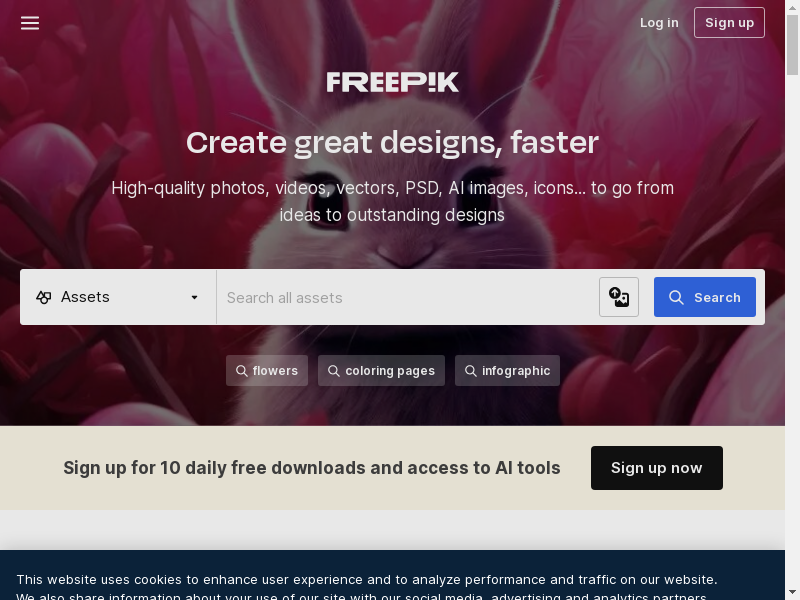 Log in
Sign up
FREEPIK
Create great designs, faster
High-quality photos, videos, vectors, PSD, AI images, icons... to go from
ideas to outstanding designs
Assets
Search all assets
Search
flowers
coloring pages
infographic
Sign up for 10 daily free downloads and access to AI tools
Sign up now
This website uses cookies to enhance user experience and to analyze performance and traffic on our website.
We also share information about your use of our site with our social media, advertising and analytics partners.